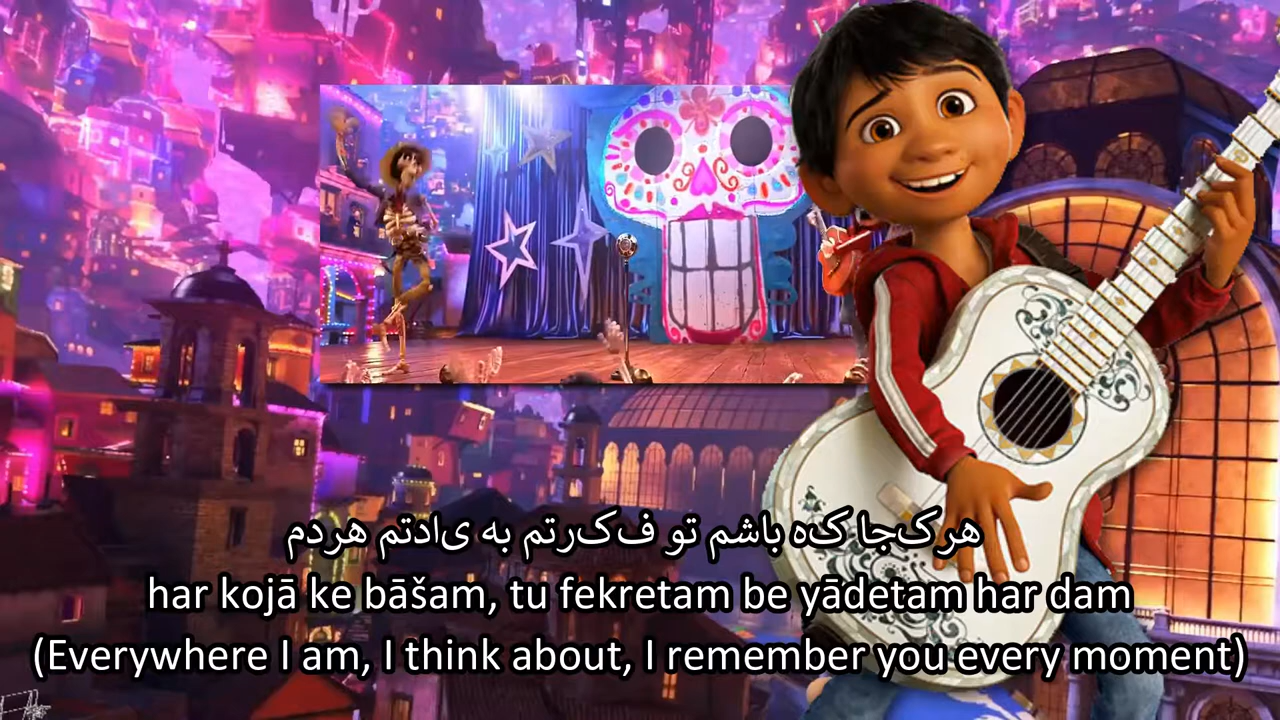 هرکجا که باشم تو فکرتم به یادتم هردم
har kojā ke bāšam, tu fekretam be yādetam har dam
(Everywhere I am, I think about, I remember you every moment)